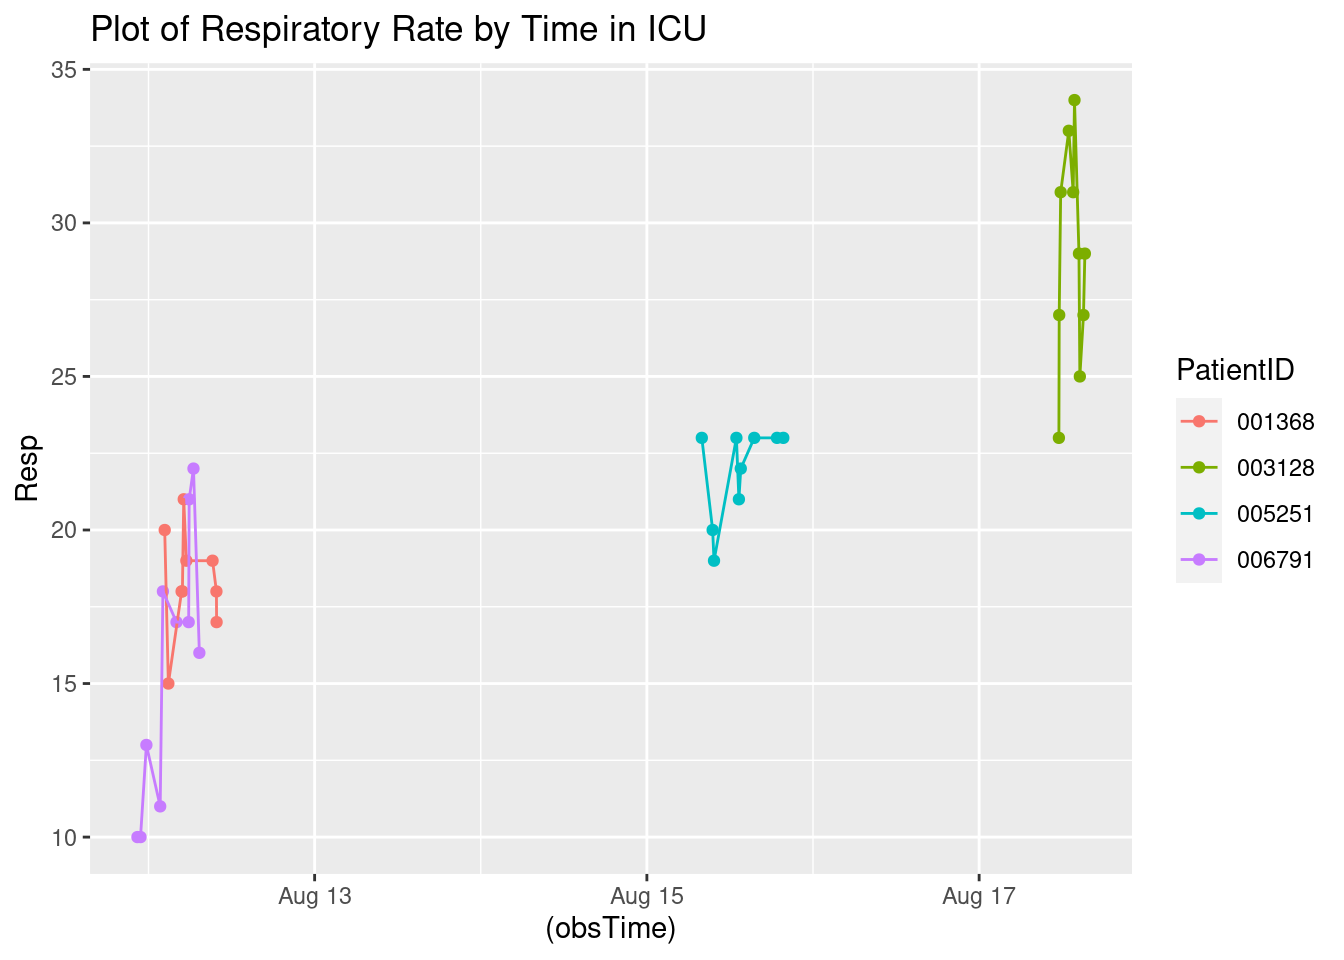 Plot of Respiratory Rate by Time in ICU
35
30
25
20
15
10
Resp
Aug 13
Aug 15
Aug 17
(obsTime)
PatientID
001368
003128
005251
006791